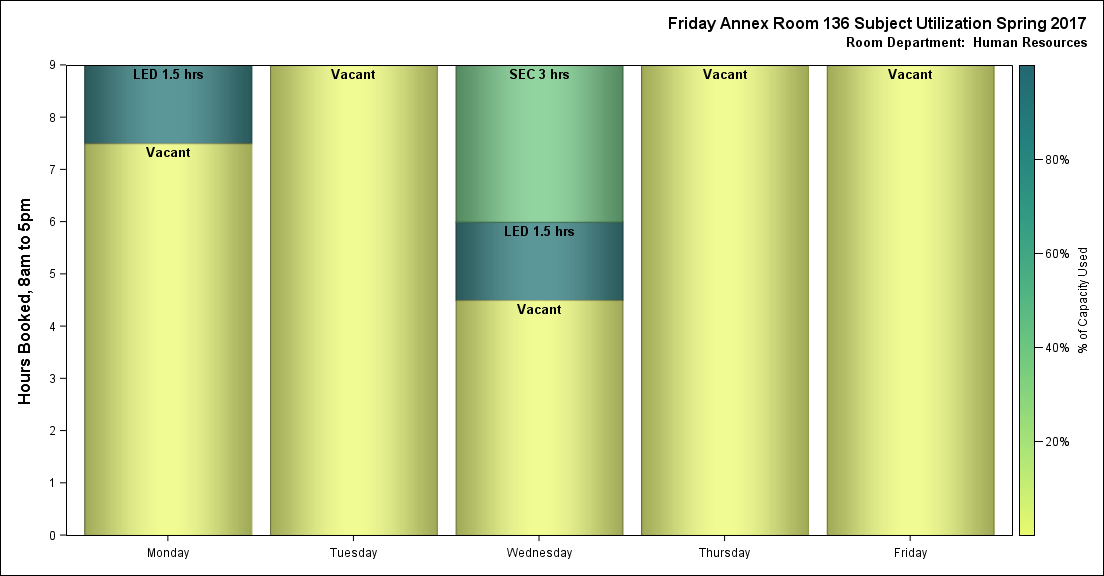 Friday Annex Room 136 Subject Utilization Spring 2017
Room Department:  Human Resources
Hours Booked, 8am to 5pm
9
8
7
6
5
4
3
2
1
0
LED 1.5 hrs
Vacant
Vacant
SEC 3 hrs
LED 1.5 hrs
Vacant
Vacant
Vacant
Monday
Tuesday
Wednesday
Thursday
Friday
80%
60%
40%
20%
% of Capacity Used